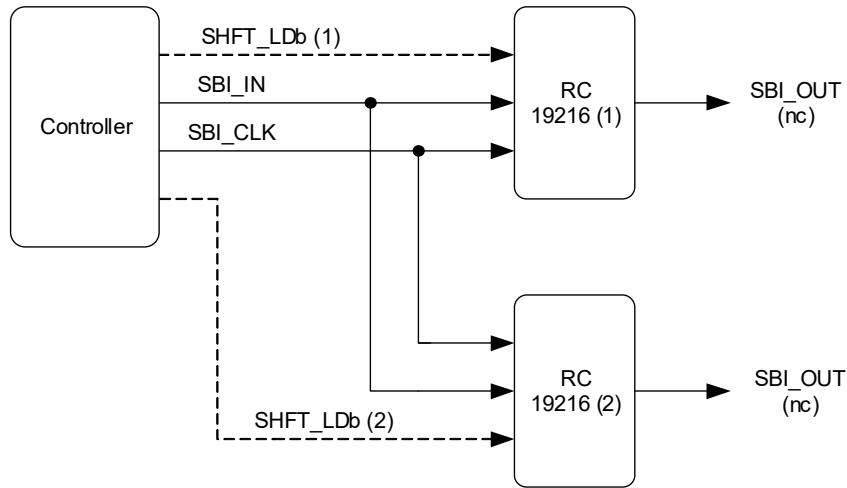 SHFT_LDb (1)
SBI_IN
SBI_CLK
Controller
RC
19216 (1)
SBI_OUT
(nc)
RC
19216 (2)
SBI_OUT
(nc)
SHFT_LDb (2)